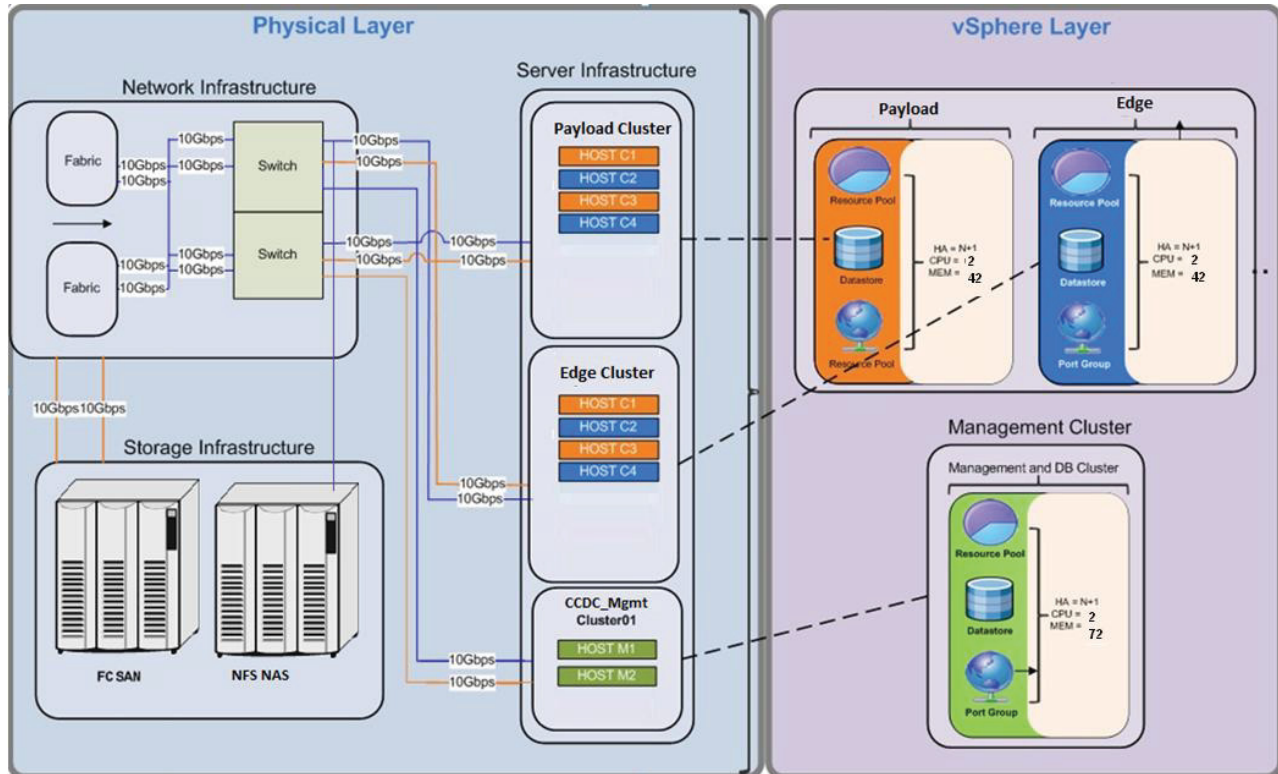 Physical Layer
Network Infrastructure
Fabric
Fabric
10Gbps
10Gbps
10Gbps
10Gbps
10Gbps
10Gbps
10Gbps
10Gbps
Switch
Switch
10Gbps
10Gbps
10Gbps
10Gbps
10Gbps
10Gbps
10Gbps
10Gbps
10Gbps
10Gbps
10Gbps
10Gbps
Storage Infrastructure
FC SAN
NFS NAS
Server Infrastructure
Payload Cluster
HOST C1
HOST C2
HOST C3
HOST C4
Edge Cluster
HOST C1
HOST C2
HOST C3
HOST C4
CCDC_Mgmt
Cluster01
HOST M1
HOST M2
vSphere Layer
Payload
Resource Pool
Datastore
Resource Pool
HA = N+1
CPU = 2
MEM = 42
Edge
Resource Pool
Datastore
Port Group
HA = N+1
CPU = 2
MEM = 42
..
Management Cluster
Management and DB Cluster
Resource Pool
Datastore
Port Group
HA = N+1
CPU = 2
MEM = 72